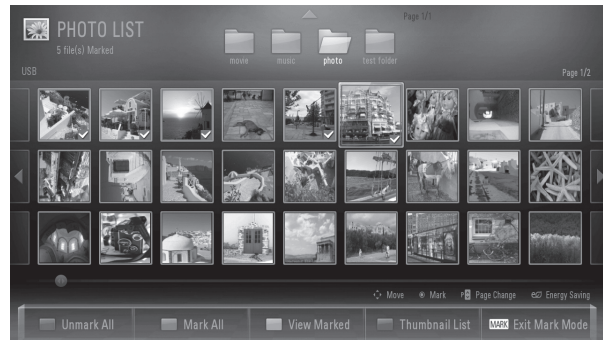 PHOTO LIST
5 file(s) Marked
Page 1/1
movie
music
photo
test folder
USB
Page 1/2
Move
Mark
P Page Change
Energy Saving
Unmark All
Mark All
View Marked
Thumbnail List
MARK Exit Mark Mode